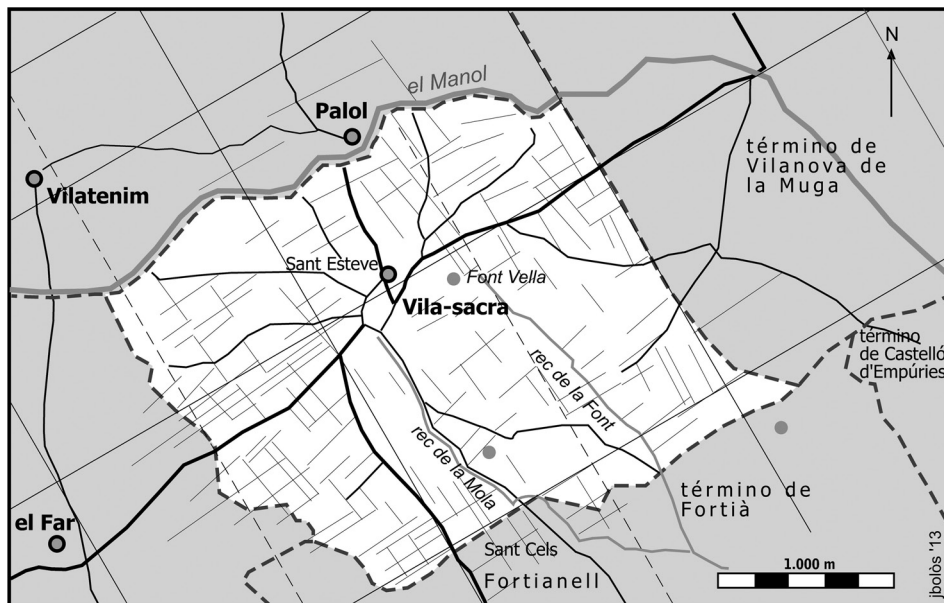 N
el Manol
Palol
término de
Vilanova de
la Muga
Vilatenim
Sant Esteve
Font Vella
Vila-sacra
término
de Castelló
d'Empúries
rec de la Font
rec de la Mola
término de
Fortià
el Far
Sant Cels
Fortianell
1.000 m
jbolòs '13